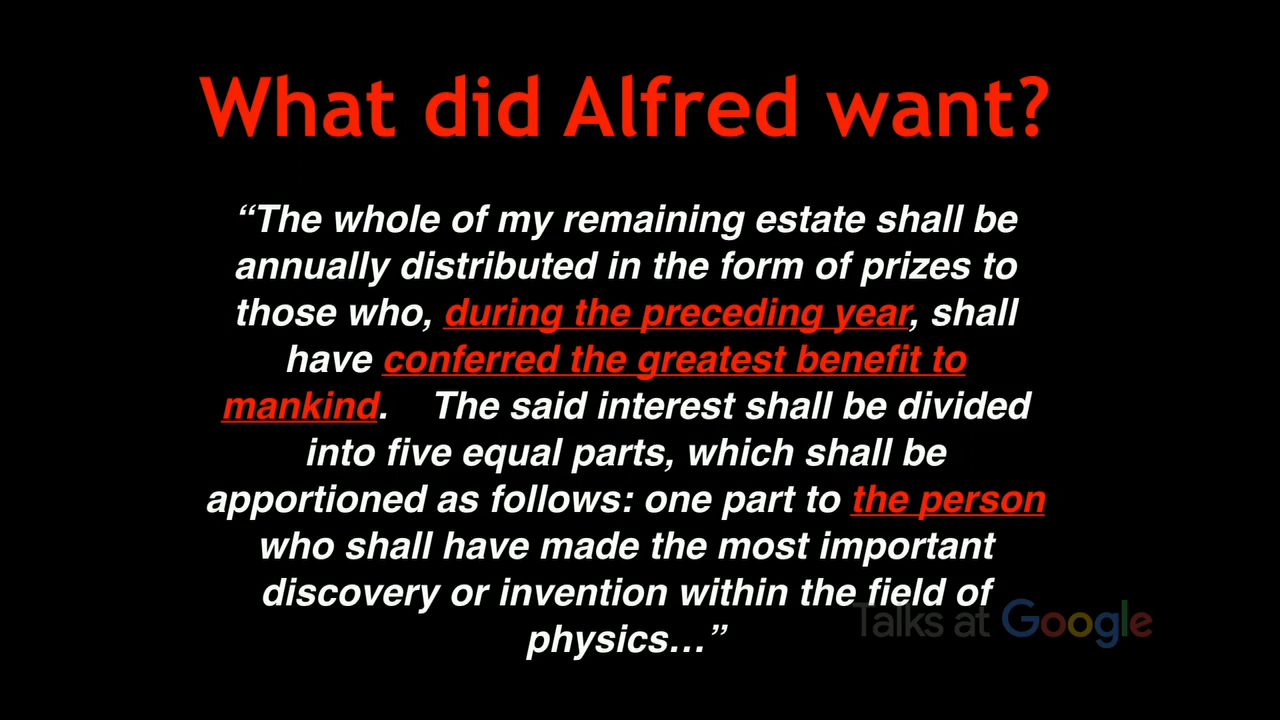 What did Alfred want?
“The whole of my remaining estate shall be
annually distributed in the form of prizes to
those who, during the preceding year, shall
have conferred the greatest benefit to
mankind.    The said interest shall be divided
into five equal parts, which shall be
apportioned as follows: one part to the person
who shall have made the most important
discovery or invention within the field of
physics…”
Talks at Google